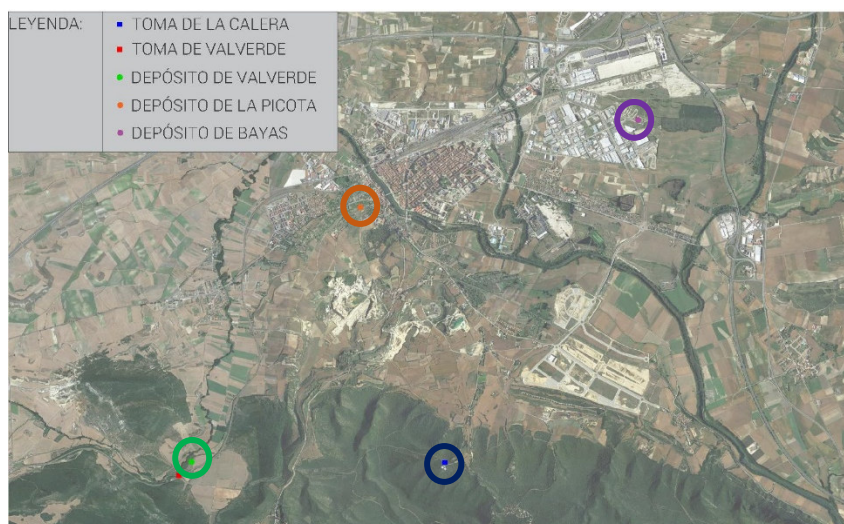 LEYENDA:
TOMA DE LA CALERA
TOMA DE VALVERDE
DEPÓSITO DE VALVERDE
DEPÓSITO DE LA PICOTA
DEPÓSITO DE BAYAS